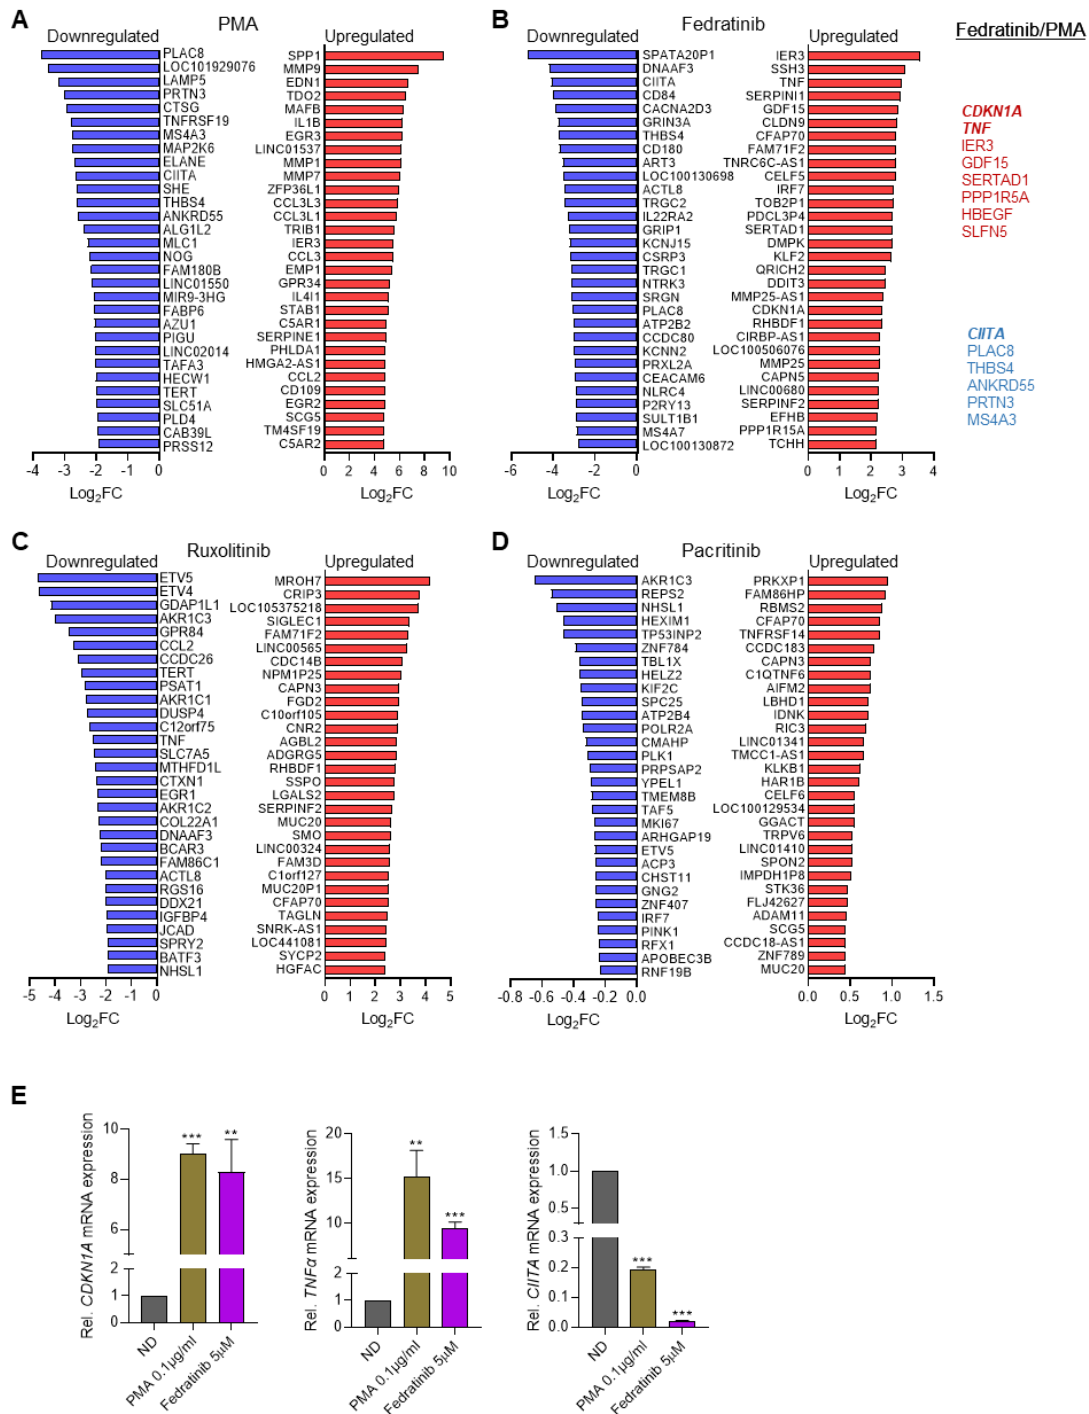 A
PMA
Downregulated
Upregulated
PLAC8
LOC101929076
LAMP5
PRTN3
CTSG
TNFRSF19
MS4A3
MAP2K6
ELANE
CIITA
SHE
THBS4
ANKRD55
ALG1L2
MLC1
NOG
FAM180B
LINC01550
MIR9-3HG
FABP6
AZU1
PIGU
LINC02014
TAFA3
HECW1
TERT
SLC51A
PLD4
CAB39L
PRSS12
-4 -3 -2 -1 0
Log2FC
SPP1
MMP9
EDN1
TDO2
MAFB
IL1B
EGR3
LINC01537
MMP1
MMP7
ZFP36L1
CCL3L3
CCL3L1
TRIB1
IER3
CCL3
EMP1
GPR34
IL4I1
STAB1
C5AR1
SERPINE1
PHLDA1
HMGA2-AS1
CCL2
CD109
EGR2
SCG5
TM4SF19
C5AR2
0 2 4 6 8 10
Log2FC
B
Fedratinib
Downregulated
Upregulated
SPATA20P1
DNAAF3
CIITA
CD84
CACNA2D3
GRIN3A
THBS4
CD180
ART3
LOC100130698
ACTL8
TRGC2
IL22RA2
GRIP1
KCNJ15
CSRP3
TRGC1
NTRK3
SRGN
PLAC8
ATP2B2
CCDC80
KCNN2
PRXL2A
CEACAM6
NLRC4
P2RY13
SULT1B1
MS4A7
LOC100130872
-6 -4 -2 0
Log2FC
IER3
SSH3
TNF
SERPINI1
GDF15
CLDN9
CFAP70
FAM71F2
TNRC6C-AS1
CELF5
IRF7
TOB2P1
PDCL3P4
SERTAD1
DMPK
KLF2
QRICH2
DDIT3
MMP25-AS1
CDKN1A
RHBDF1
CIRBP-AS1
LOC100506076
MMP25
CAPN5
LINC00680
SERPINF2
EFHB
PPP1R15A
TCHH
0 1 2 3 4
Log2FC
Fedratinib/PMA
CDKN1A
TNF
IER3
GDF15
SERTAD1
PPP1R5A
HBEGF
SLFN5
CIITA
PLAC8
THBS4
ANKRD55
PRTN3
MS4A3
C
Ruxolitinib
Downregulated
Upregulated
ETV5
ETV4
GDAP1L1
AKR1C3
GPR84
CCL2
CCDC26
TERT
PSAT1
AKR1C1
DUSP4
C12orf75
TNF
SLC7A5
MTHFD1L
CTXN1
EGR1
AKR1C2
COL22A1
DNAAF3
BCAR3
FAM86C1
ACTL8
RGS16
DDX21
IGFBP4
JCAD
SPRY2
BATF3
NHSL1
-5 -4 -3 -2 -1 0
Log2FC
MROH7
CRIP3
LOC105375218
SIGLEC1
FAM71F2
LINC00565
CDC14B
NPM1P25
CAPN3
FGD2
C10orf105
CNR2
AGBL2
ADGRG5
RHBDF1
SSPO
LGALS2
SERPINF2
MUC20
SMO
LINC00324
FAM3D
C1orf127
MUC20P1
CFAP70
TAGLN
SNRK-AS1
LOC441081
SYCP2
HGFAC
0 1 2 3 4 5
Log2FC
D
Pacritinib
Downregulated
Upregulated
AKR1C3
REPS2
NHSL1
HEXIM1
TP53INP2
ZNF784
TBL1X
HELZ2
KIF2C
SPC25
ATP2B4
POLR2A
CMAHP
PLK1
PRPSAP2
YPEL1
TMEM8B
TAF5
MKI67
ARHGAP19
ETV5
ACP3
CHST11
GNG2
ZNF407
IRF7
PINK1
RFX1
APOBEC3B
RNF19B
-0.8 -0.6 -0.4 -0.2 0.0
Log2FC
PRKXP1
FAM86HP
RBMS2
CFAP70
TNFRSF14
CCDC183
CAPN3
C1QTNF6
AIFM2
LBHD1
IDNK
RIC3
LINC01341
TMCC1-AS1
KLKB1
HAR1B
CELF6
LOC100129534
GGACT
TRPV6
LINC01410
SPON2
IMPDH1P8
STK36
FLJ42627
ADAM11
SCG5
CCDC18-AS1
ZNF789
MUC20
0.0 0.5 1.0 1.5
Log2FC
E
Rel. CDKN1A mRNA expression
10
8
6
4
2
1
0
***
**
ND
PMA 0.1µg/ml
Fedratinib 5µM
Rel. TNFα mRNA expression
20
15
10
2
1
0
**
***
ND
PMA 0.1µg/ml
Fedratinib 5µM
Rel. CIITA mRNA expression
1.5
1.0
0.5
0.3
0.2
0.1
0.0
***
***
ND
PMA 0.1µg/ml
Fedratinib 5µM